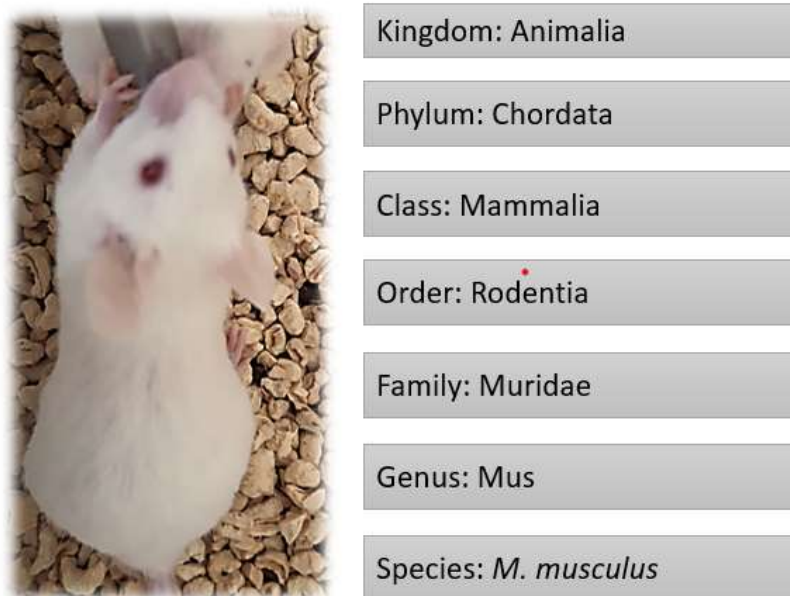 Kingdom: Animalia
Phylum: Chordata
Class: Mammalia
Order: Rodentia
Family: Muridae
Genus: Mus
Species: M. musculus